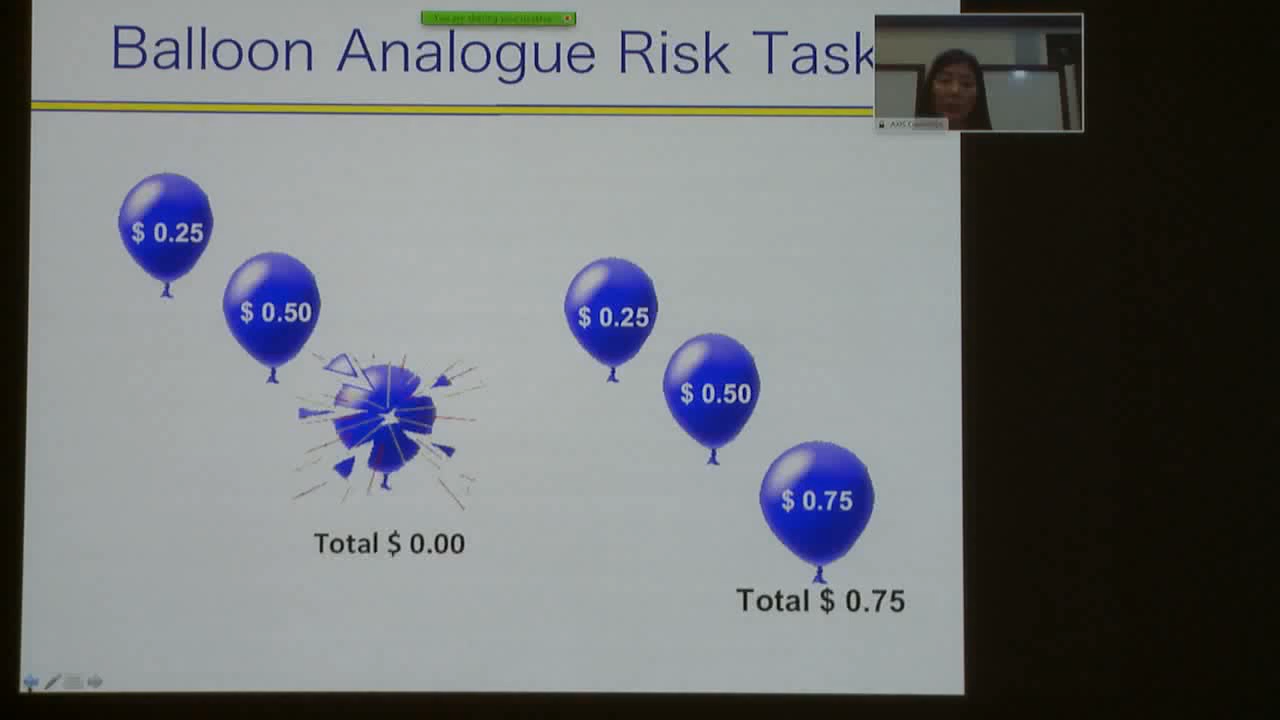 Balloon Analogue Risk Task
$ 0.25
$ 0.50
Total $ 0.00
$ 0.25
$ 0.50
$ 0.75
Total $ 0.75